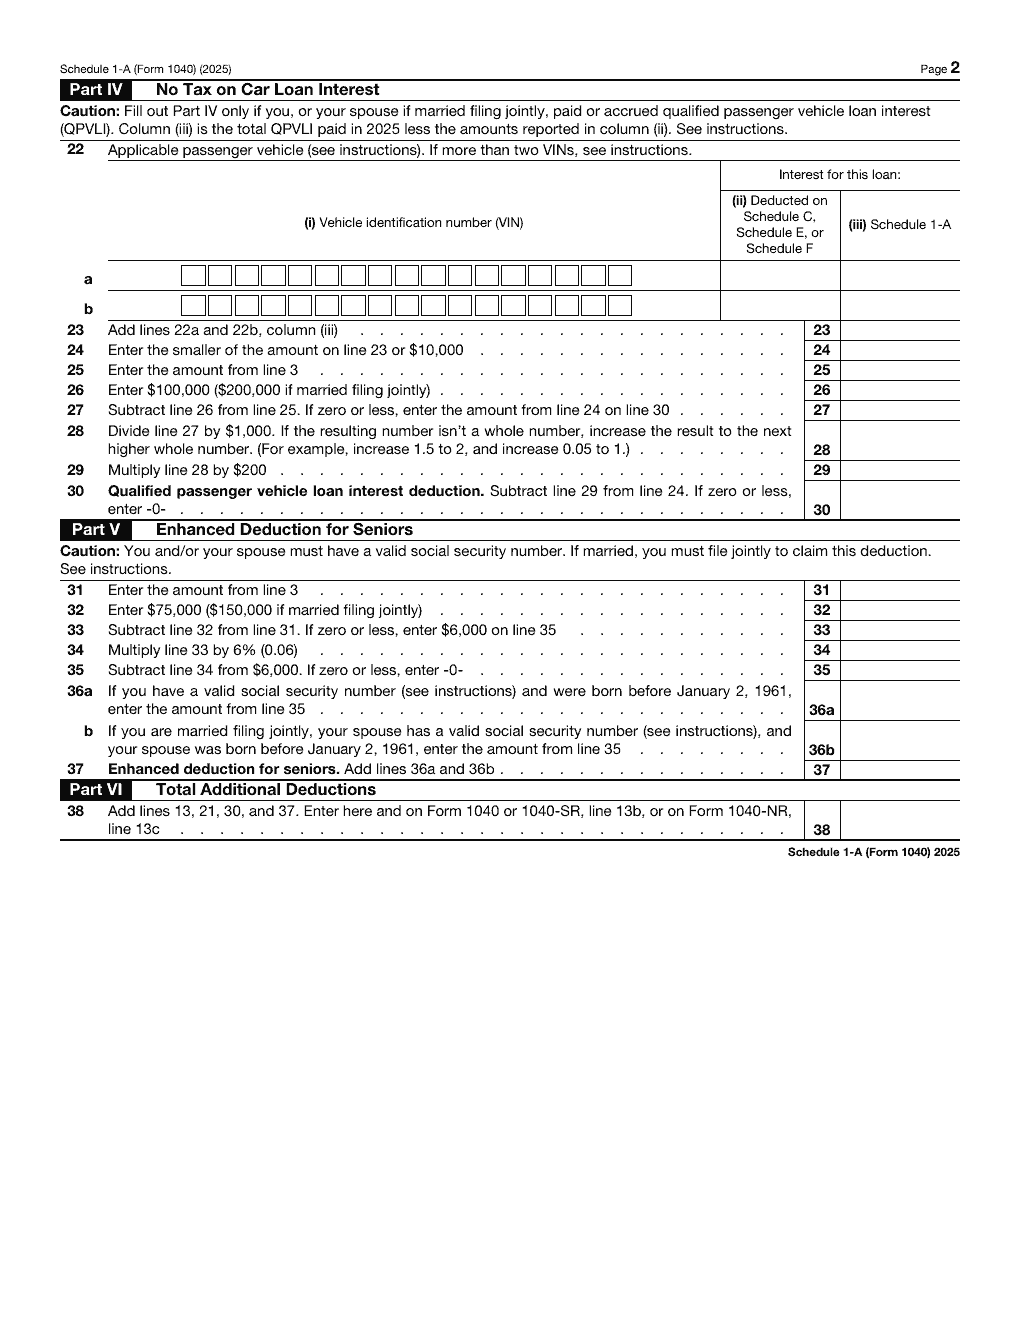 Schedule 1-A (Form 1040) (2025) Page 2
Part IV No Tax on Car Loan Interest
Caution: Fill out Part IV only if you, or your spouse if married filing jointly, paid or accrued qualified passenger vehicle loan interest
(QPVLI). Column (iii) is the total QPVLI paid in 2025 less the amounts reported in column (ii). See instructions.
22 Applicable passenger vehicle (see instructions). If more than two VINs, see instructions.
Interest for this loan:
(i) Vehicle identification number (VIN)
(ii) Deducted on
Schedule C,
Schedule E, or
Schedule F
(iii) Schedule 1-A
a
b
23 Add lines 22a and 22b, column (iii) . . . . . . . . . . . . . . . . . . . . . . 23
24 Enter the smaller of the amount on line 23 or $10,000 . . . . . . . . . . . . . . . . 24
25 Enter the amount from line 3 . . . . . . . . . . . . . . . . . . . . . . . . 25
26 Enter $100,000 ($200,000 if married filing jointly) . . . . . . . . . . . . . . . . . . 26
27 Subtract line 26 from line 25. If zero or less, enter the amount from line 24 on line 30 . . . . . . 27
28 Divide line 27 by $1,000. If the resulting number isn't a whole number, increase the result to the next
higher whole number. (For example, increase 1.5 to 2, and increase 0.05 to 1.) . . . . . . . . 28
29 Multiply line 28 by $200 . . . . . . . . . . . . . . . . . . . . . . . . . . 29
30 Qualified passenger vehicle loan interest deduction. Subtract line 29 from line 24. If zero or less,
enter -0- . . . . . . . . . . . . . . . . . . . . . . . . . . . . . . . 30
Part V Enhanced Deduction for Seniors
Caution: You and/or your spouse must have a valid social security number. If married, you must file jointly to claim this deduction.
See instructions.
31 Enter the amount from line 3 . . . . . . . . . . . . . . . . . . . . . . . . 31
32 Enter $75,000 ($150,000 if married filing jointly) . . . . . . . . . . . . . . . . . . 32
33 Subtract line 32 from line 31. If zero or less, enter $6,000 on line 35 . . . . . . . . . . . 33
34 Multiply line 33 by 6% (0.06) . . . . . . . . . . . . . . . . . . . . . . . . 34
35 Subtract line 34 from $6,000. If zero or less, enter -0- . . . . . . . . . . . . . . . . 35
36a If you have a valid social security number (see instructions) and were born before January 2, 1961,
enter the amount from line 35 . . . . . . . . . . . . . . . . . . . . . . . . 36a
b If you are married filing jointly, your spouse has a valid social security number (see instructions), and
your spouse was born before January 2, 1961, enter the amount from line 35 . . . . . . . . 36b
37 Enhanced deduction for seniors. Add lines 36a and 36b . . . . . . . . . . . . . . . 37
Part VI Total Additional Deductions
38 Add lines 13, 21, 30, and 37. Enter here and on Form 1040 or 1040-SR, line 13b, or on Form 1040-NR,
line 13c . . . . . . . . . . . . . . . . . . . . . . . . . . . . . . . 38
Schedule 1-A (Form 1040) 2025